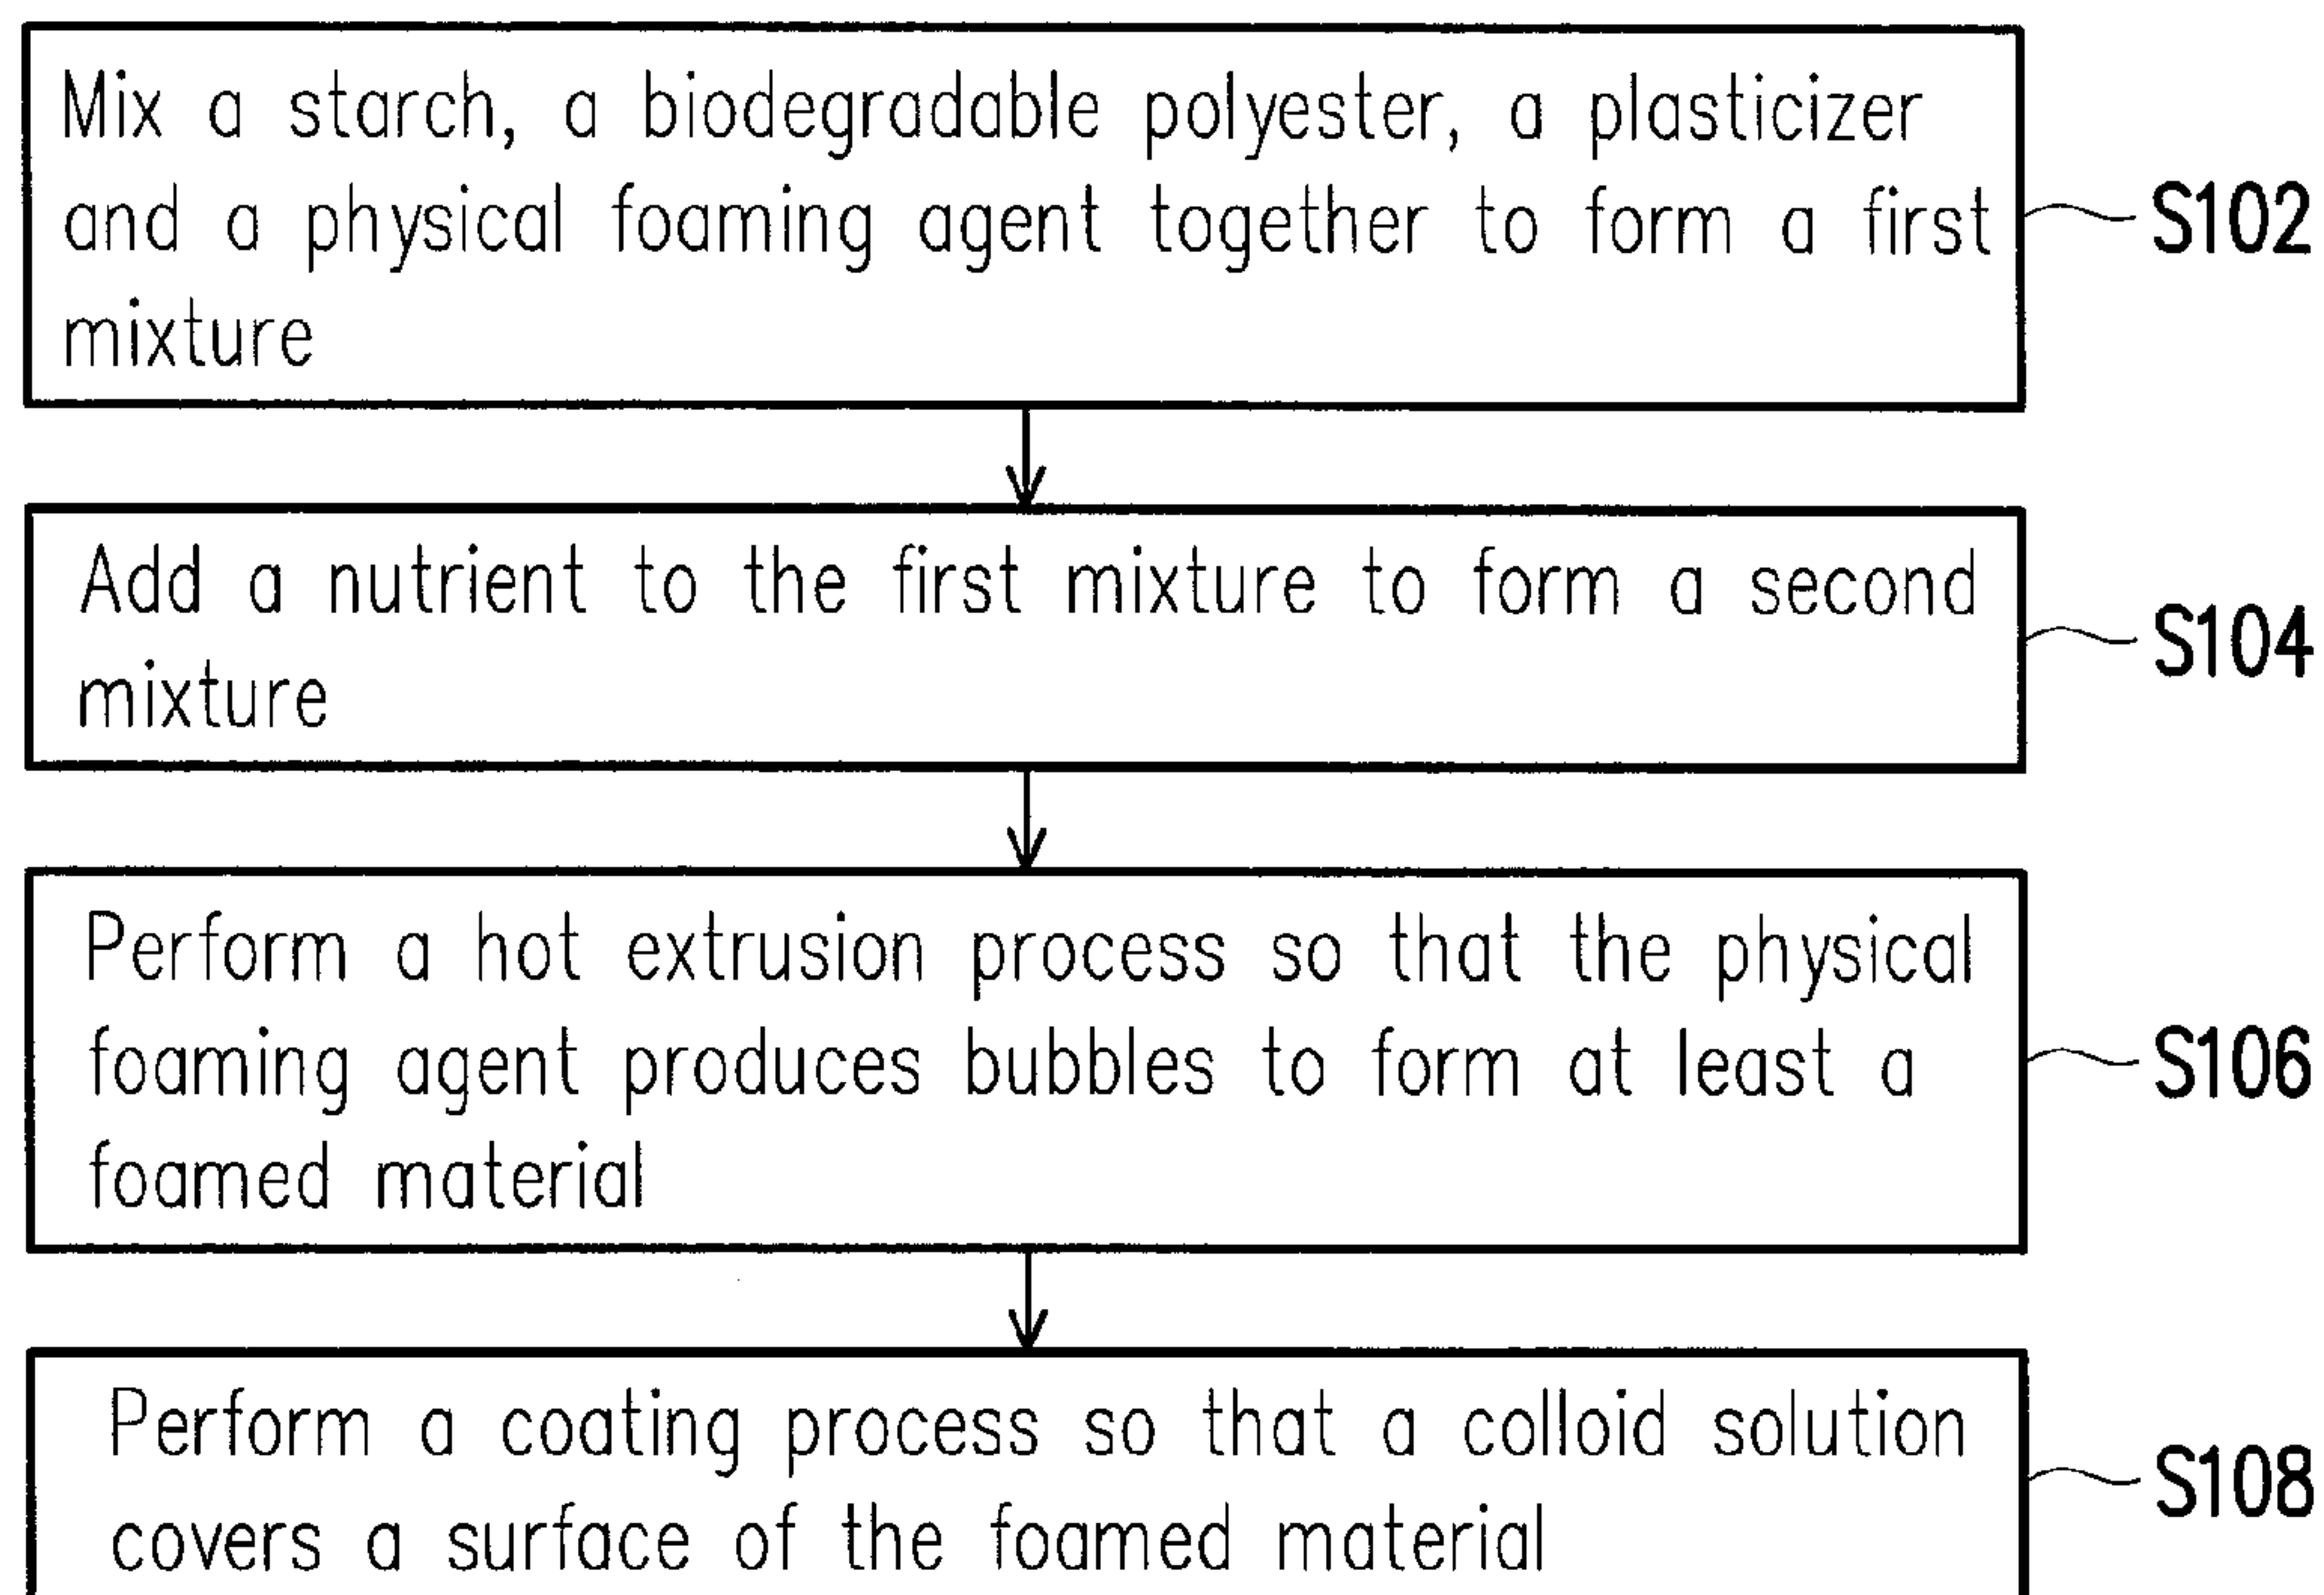 Mix a starch, a biodegradable polyester, a plasticizer
and a physical foaming agent together to form a first
mixture
S102
Add a nutrient to the first mixture to form a second
mixture
S104
Perform a hot extrusion process so that the physical
foaming agent produces bubbles to form at least a
foamed material
S106
Perform a coating process so that a colloid solution
covers a surface of the foamed material
S108